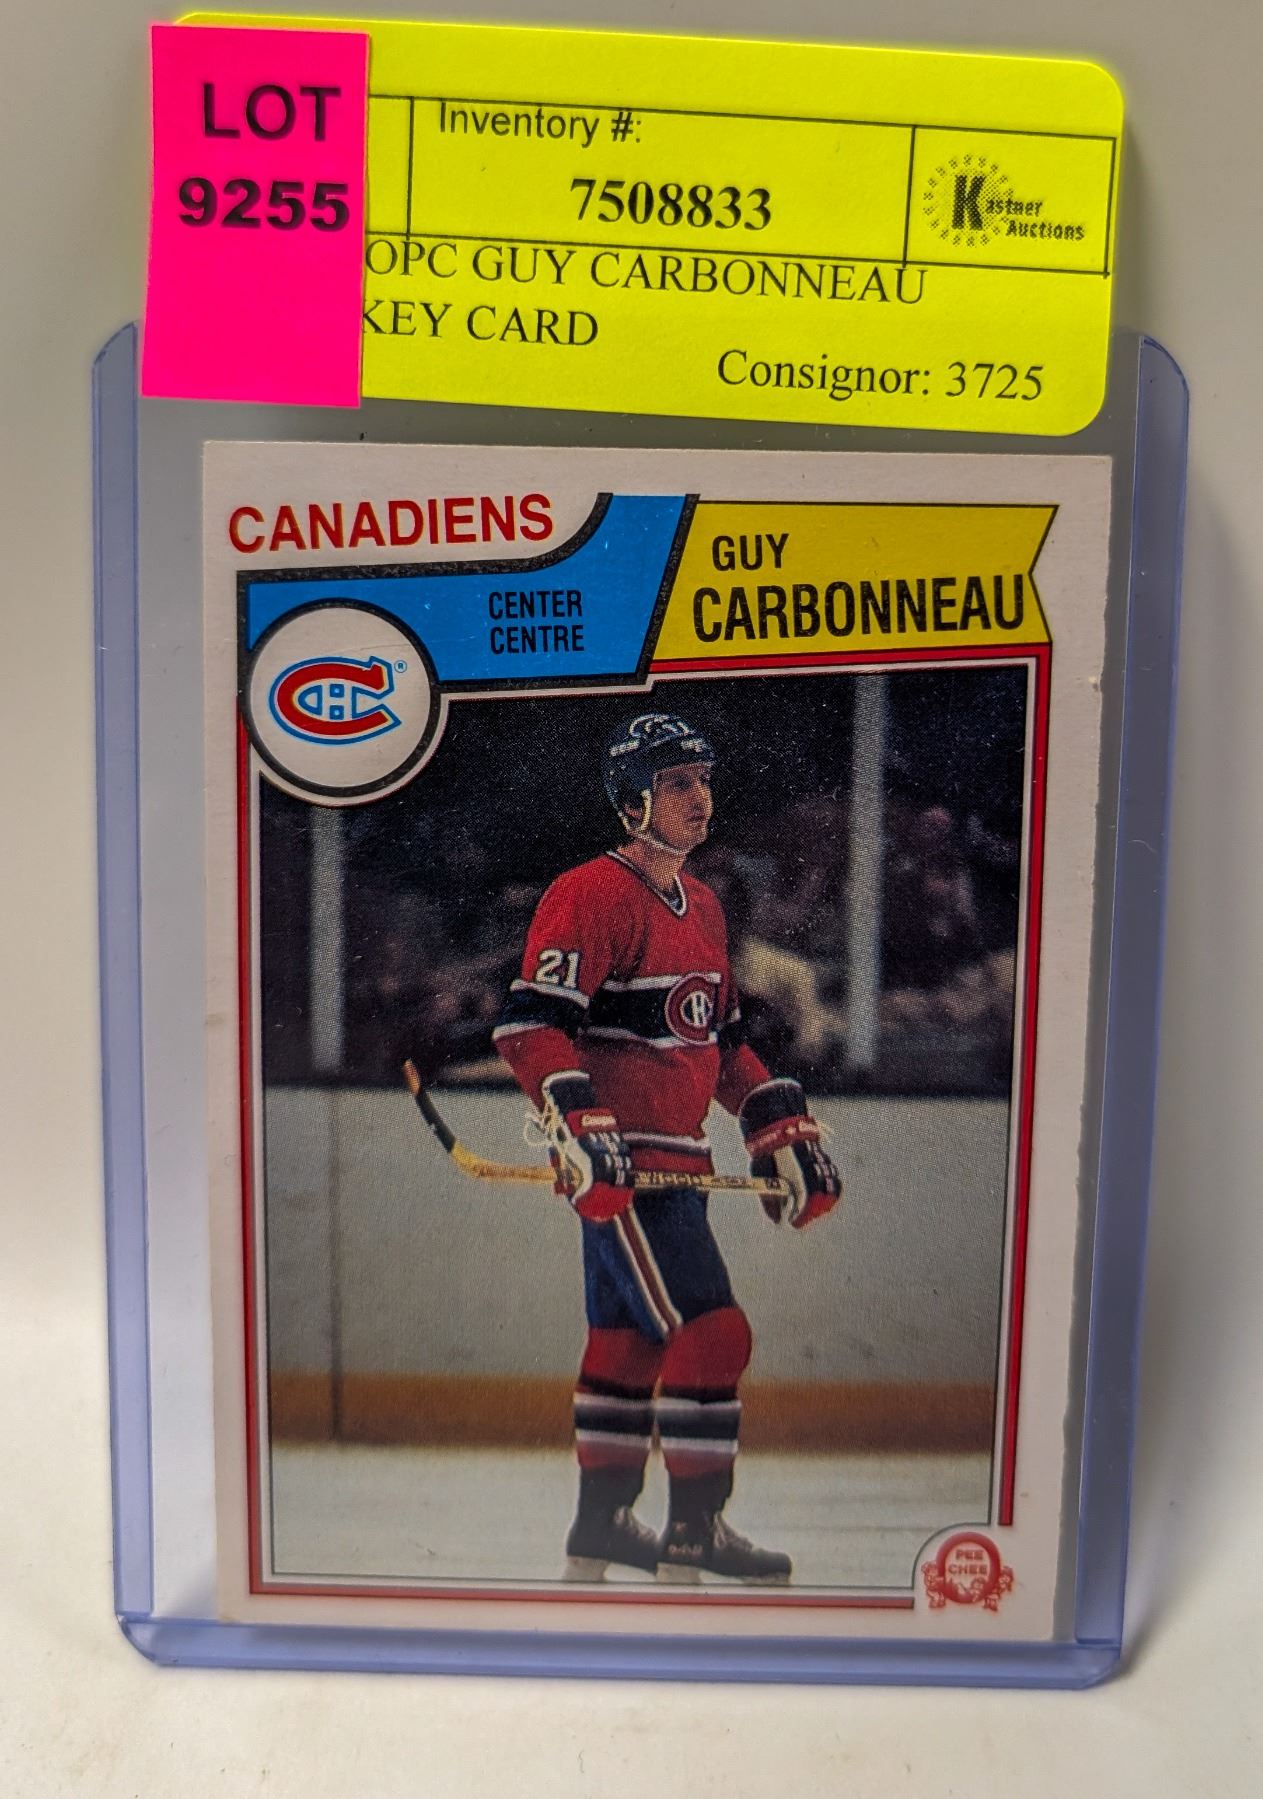 LOT
9255
Inventory #:
7508833
Kastner
Auctions
OPC GUY CARBONNEAU
KEY CARD
Consignor: 3725
CANADIENS
CENTER
CENTRE
GUY
CARBONNEAU
®
21
PEE
CHEE